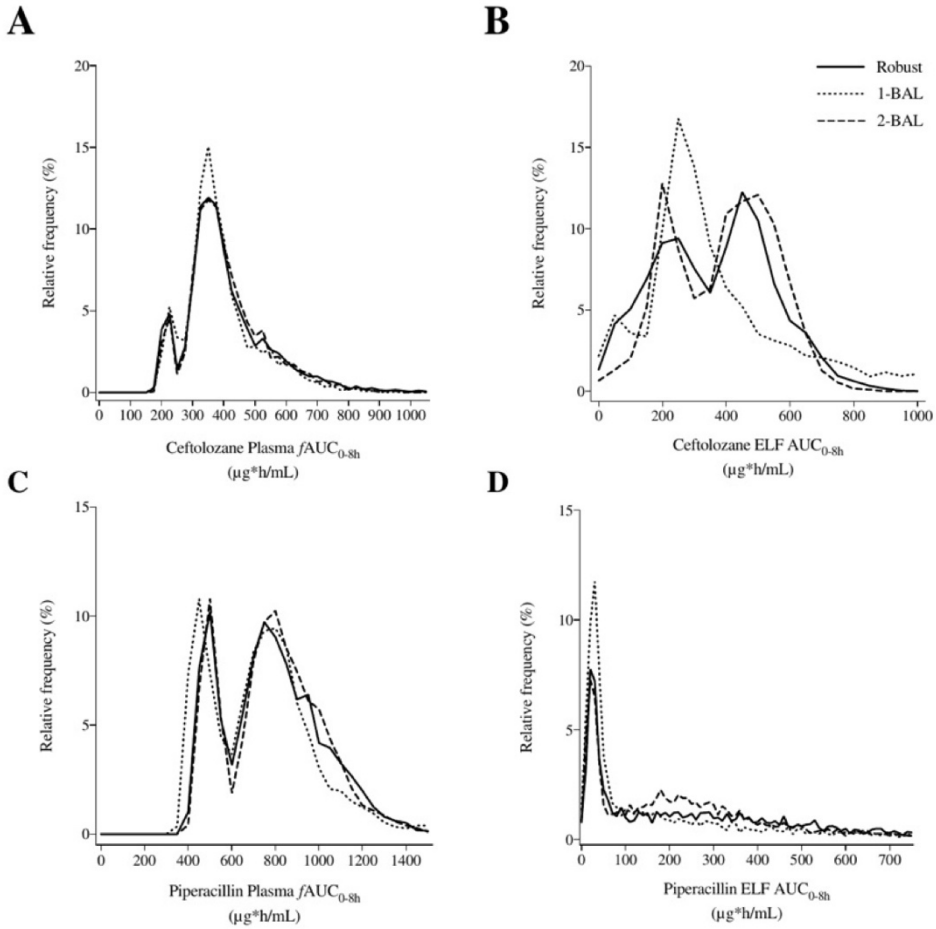 A
20
15
10
5
0
Relative frequency (%)
0 100 200 300 400 500 600 700 800 900 1000
Ceftolozane Plasma fAUC0-8h
(µg*h/mL)
B
Robust
1-BAL
2-BAL
20
15
10
5
0
Relative frequency (%)
0 200 400 600 800 1000
Ceftolozane ELF AUC0-8h
(µg*h/mL)
C
15
10
5
0
Relative frequency (%)
0 200 400 600 800 1000 1200 1400
Piperacillin Plasma fAUC0-8h
(µg*h/mL)
D
15
10
5
0
Relative frequency (%)
0 100 200 300 400 500 600 700
Piperacillin ELF AUC0-8h
(µg*h/mL)